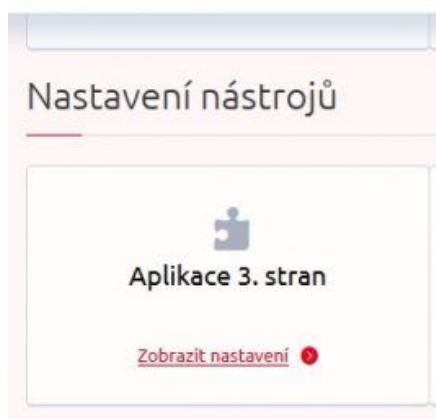 Nastavení nástrojů
Aplikace 3. stran
Zobrazit nastavení